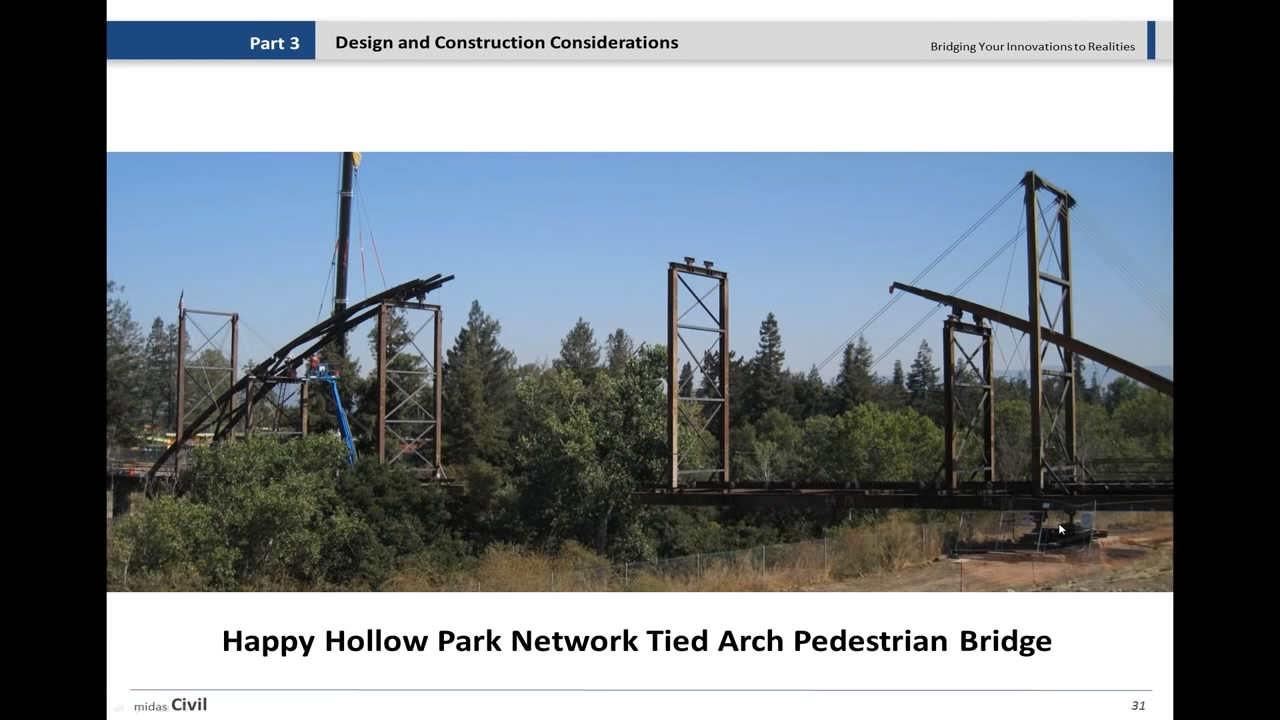 Part 3
Design and Construction Considerations
Bridging Your Innovations to Realities
Happy Hollow Park Network Tied Arch Pedestrian Bridge
midas Civil
31